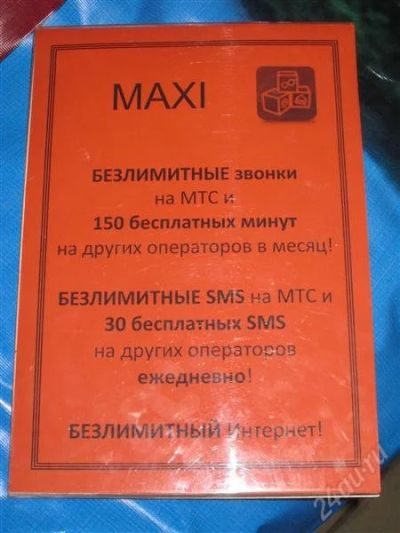 MAXI
БЕЗЛИМИТНЫЕ звонки
на МТС и
150 бесплатных минут
на других операторов в месяц!
БЕЗЛИМИТНЫЕ SMS на МТС и
30 бесплатных SMS
на других операторов
ежедневно!
БЕЗЛИМИТНЫЙ Интернет!
24au.ru